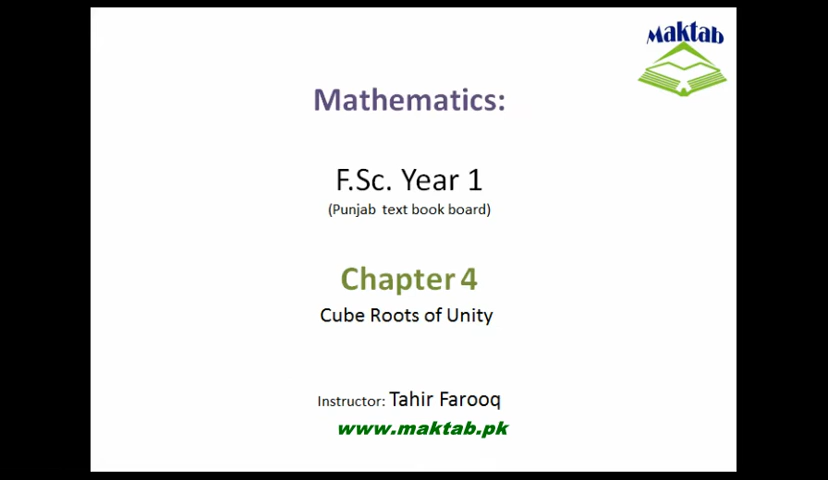 Maktab
Mathematics:
F.Sc. Year 1
(Punjab text book board)
Chapter 4
Cube Roots of Unity
Instructor: Tahir Farooq
www.maktab.pk